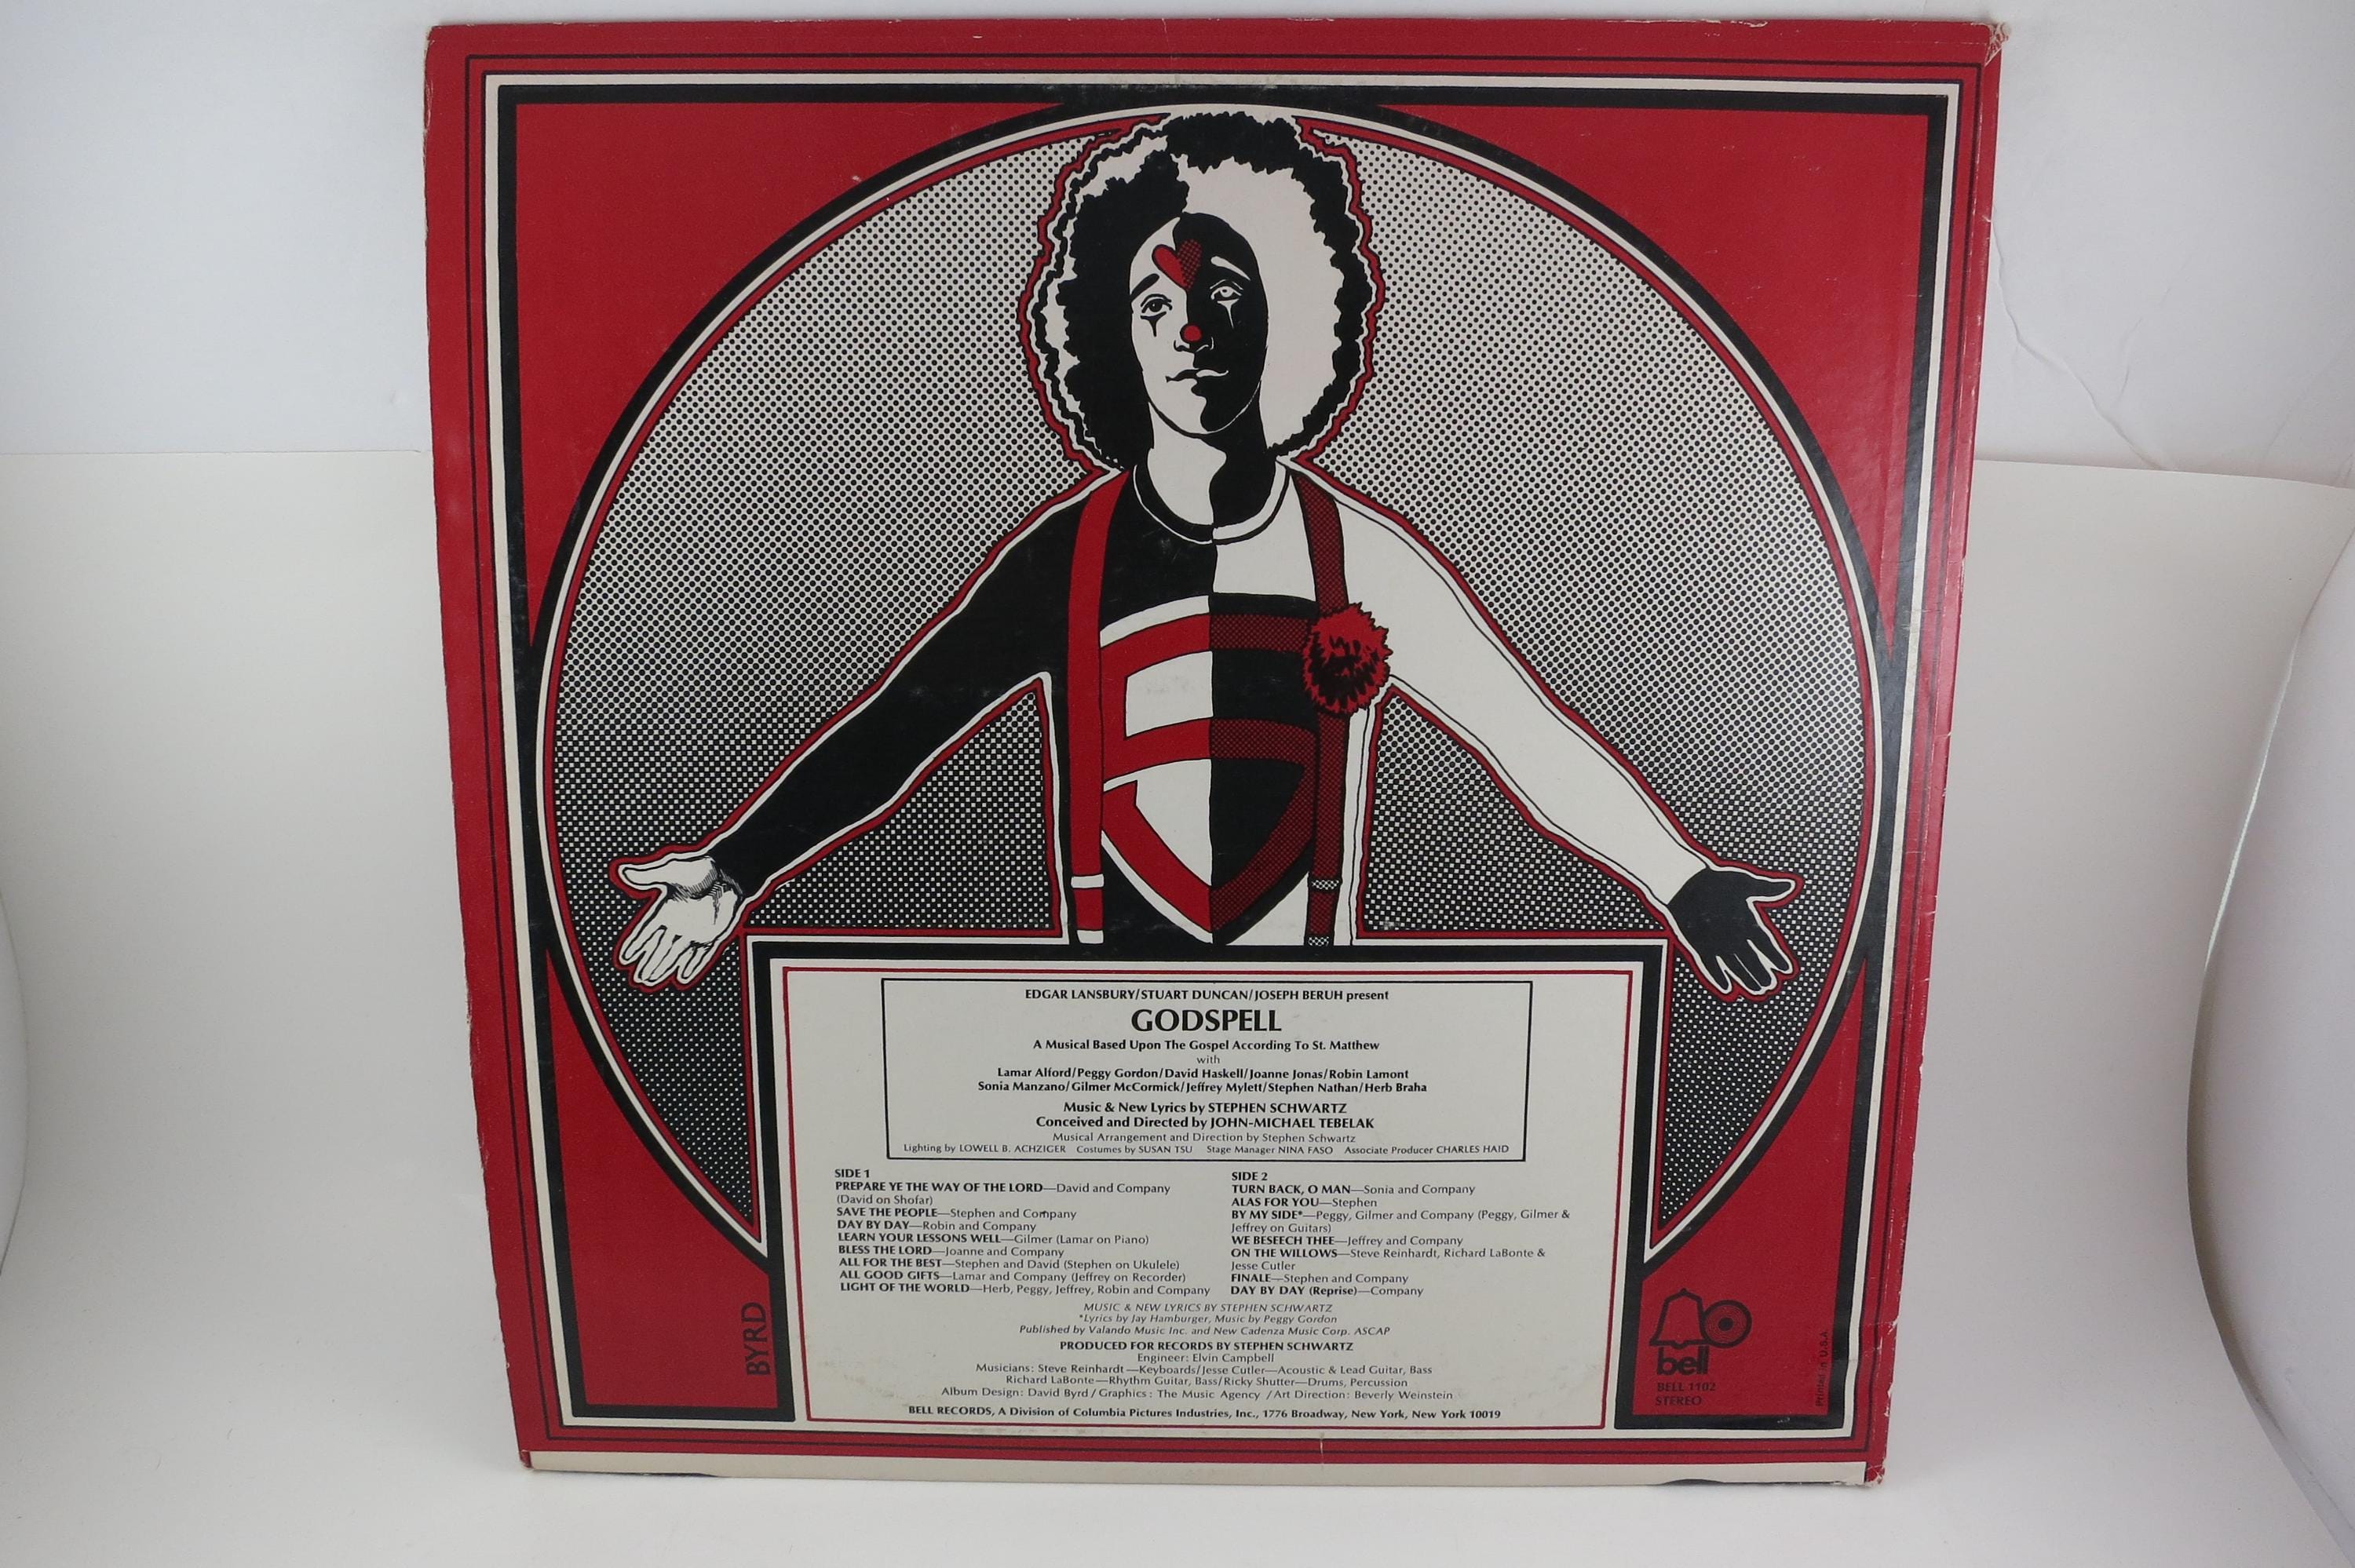 EDGAR LANSBURY/STUART DUNCAN/JOSEPH BERUH present
GODSPELL
A Musical Based Upon The Gospel According To St. Matthew
with
Lamar Alford/Peggy Gordon/David Haskell/Joanne Jonas/Robin Lamont
Sonia Manzano/Gilmer McCormick/Jeffrey Mylett/Stephen Nathan/Herb Braha
Music & New Lyrics by STEPHEN SCHWARTZ
Conceived and Directed by JOHN-MICHAEL TEBELAK
Musical Arrangement and Direction by Stephen Schwartz
Lighting by LOWELL B. ACHZIGER Costumes by SUSAN TSU Stage Manager NINA FASO Associate Producer CHARLES HAID
SIDE 1
PREPARE YE THE WAY OF THE LORD—David and Company
(David on Shofar)
SAVE THE PEOPLE—Stephen and Company
DAY BY DAY—Robin and Company
LEARN YOUR LESSONS WELL—Gilmer (Lamar on Piano)
BLESS THE LORD—Joanne and Company
ALL FOR THE BEST—Stephen and David (Stephen on Ukulele)
ALL GOOD GIFTS—Lamar and Company (Jeffrey on Recorder)
LIGHT OF THE WORLD—Herb, Peggy, Jeffrey, Robin and Company
SIDE 2
TURN BACK, O MAN—Sonia and Company
ALAS FOR YOU—Stephen
BY MY SIDE*—Peggy, Gilmer and Company (Peggy, Gilmer &
Jeffrey on Guitars)
WE BESEECH THEE—Jeffrey and Company
ON THE WILLOWS—Steve Reinhardt, Richard LaBonte &
Jesse Cutler
FINALE—Stephen and Company
DAY BY DAY (Reprise)—Company
MUSIC & NEW LYRICS BY STEPHEN SCHWARTZ
*Lyrics by Jay Hamburger, Music by Peggy Gordon
Published by Valando Music Inc. and New Cadenza Music Corp. ASCAP
PRODUCED FOR RECORDS BY STEPHEN SCHWARTZ
Engineer: Elvin Campbell
Musicians: Steve Reinhardt—Keyboards/Jesse Cutler—Acoustic & Lead Guitar, Bass
Richard LaBonte—Rhythm Guitar, Bass/Ricky Shutter—Drums, Percussion
Album Design: David Byrd / Graphics: The Music Agency / Art Direction: Beverly Weinstein
BELL RECORDS, A Division of Columbia Pictures Industries, Inc., 1776 Broadway, New York, New York 10019
BYRD
bell
BELL 1102
STEREO
Printed in U.S.A.